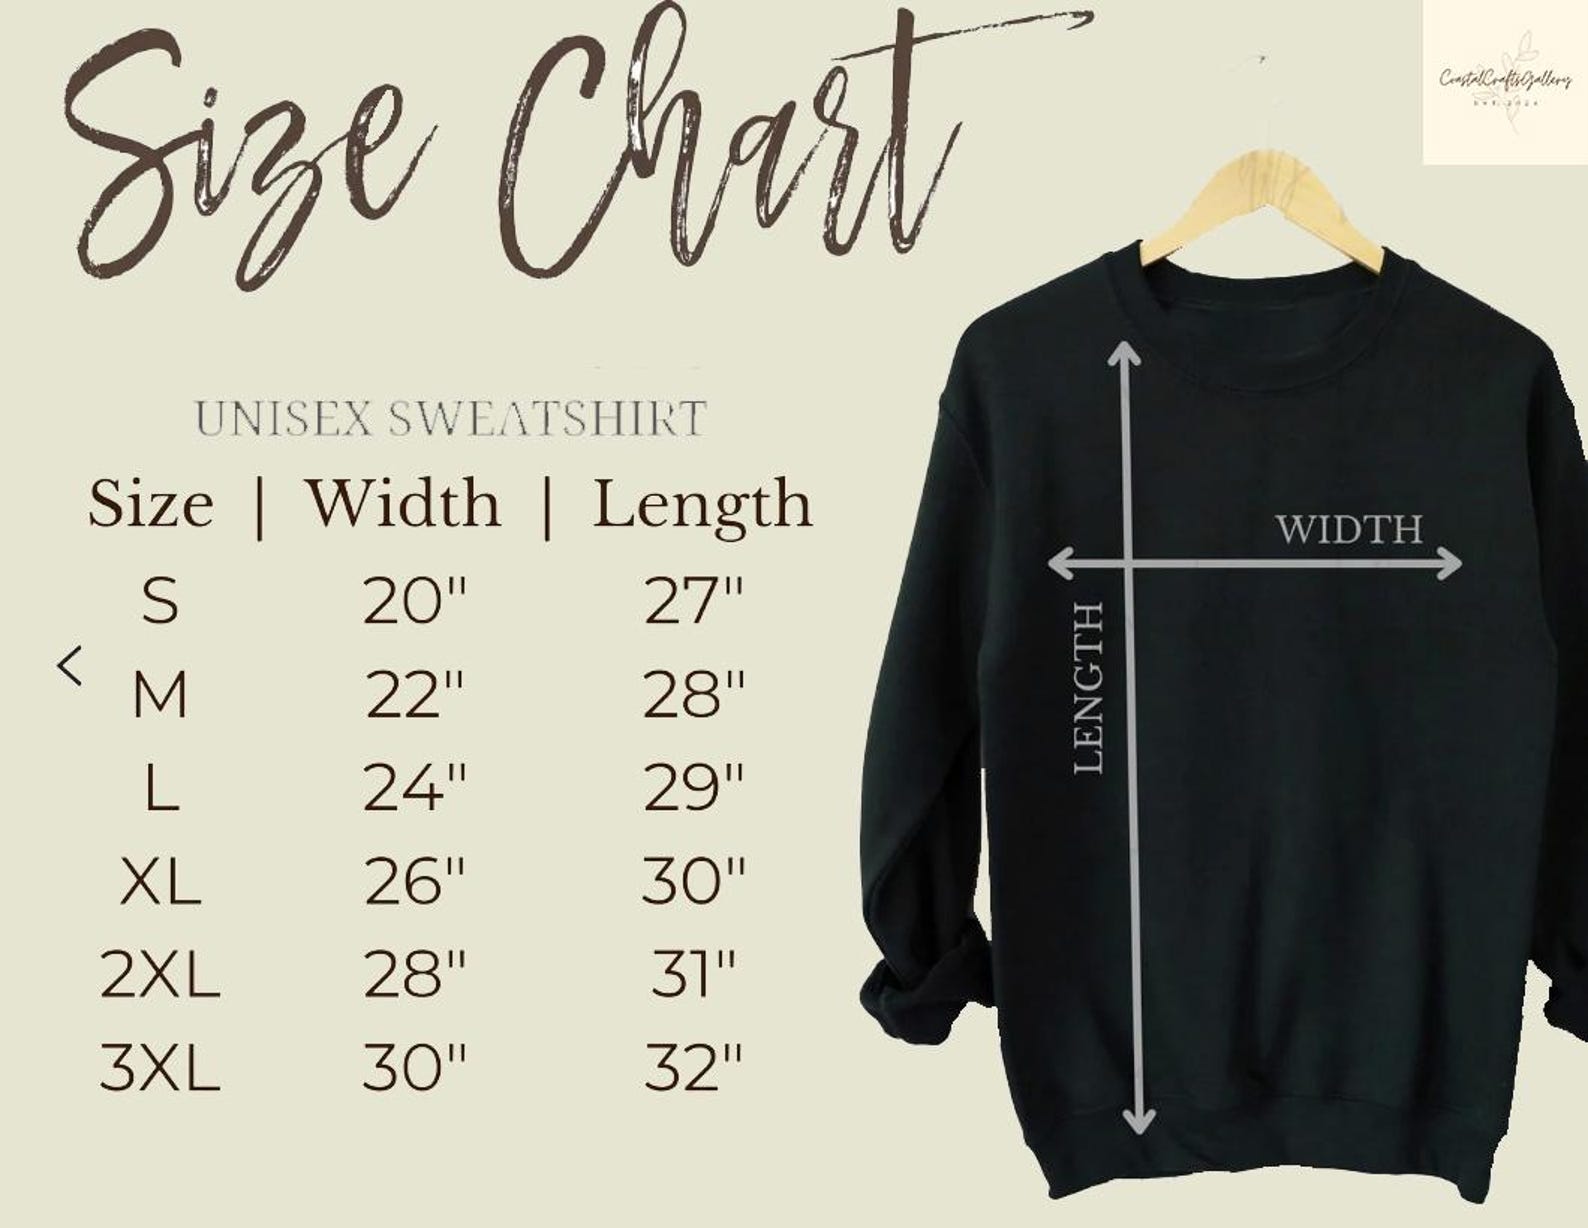 Size Chart
CoastalCraftsGallery
UNISEX SWEATSHIRT
Size | Width | Length
S 20" 27"
M 22" 28"
L 24" 29"
XL 26" 30"
2XL 28" 31"
3XL 30" 32"
WIDTH
LENGTH